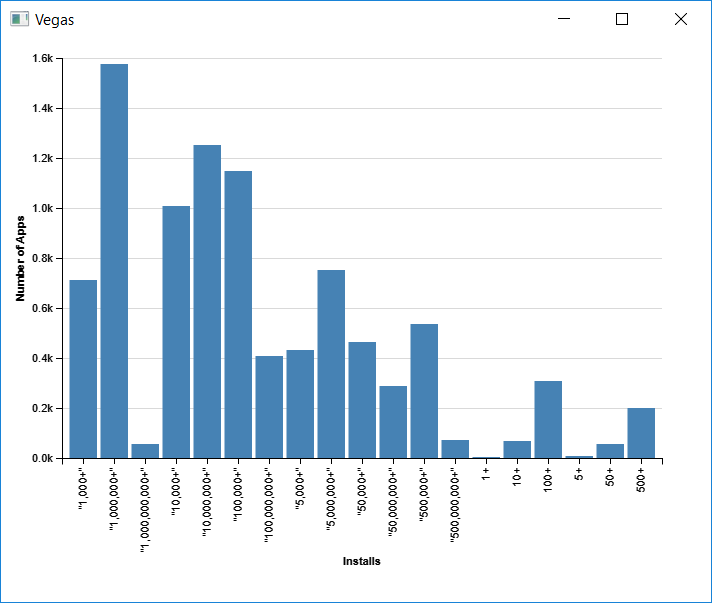 Vegas
1.6k
1.4k
1.2k
1.0k
0.8k
0.6k
0.4k
0.2k
0.0k
Number of Apps
"1,000+"
"1,000,000+"
"1,000,000,000+"
"10,000+"
"10,000,000+"
"100,000+"
"100,000,000+"
"5,000+"
"5,000,000+"
"50,000+"
"50,000,000+"
"500,000+"
"500,000,000+"
1+
10+
100+
5+
50+
500+
Installs